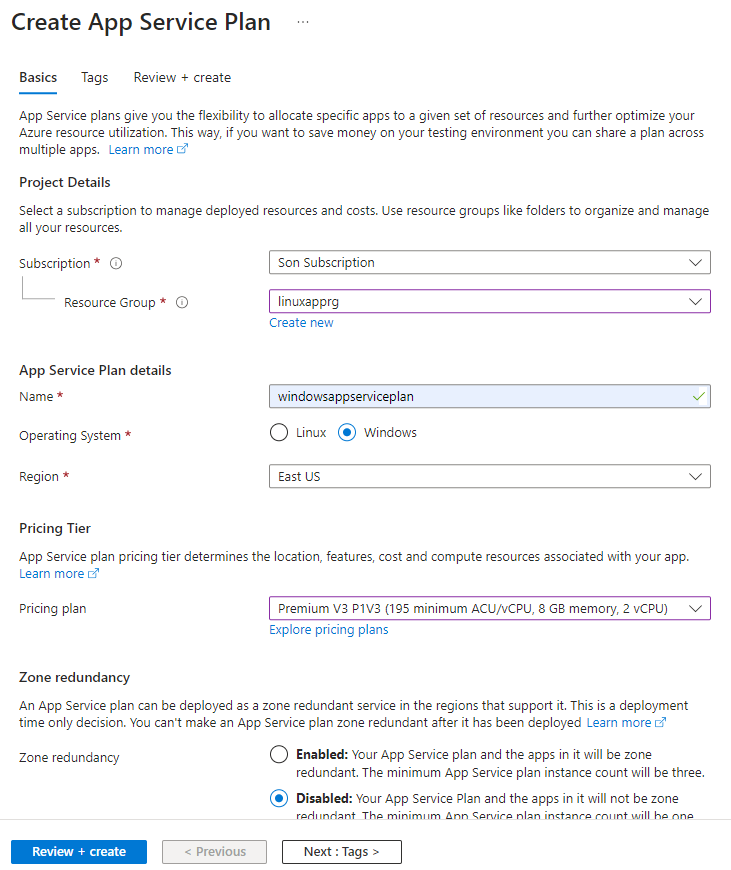 Create App Service Plan ...
Basics Tags Review + create
App Service plans give you the flexibility to allocate specific apps to a given set of resources and further optimize your
Azure resource utilization. This way, if you want to save money on your testing environment you can share a plan across
multiple apps. Learn more
Project Details
Select a subscription to manage deployed resources and costs. Use resource groups like folders to organize and manage
all your resources.
Subscription * Son Subscription
Resource Group * linuxapprg
Create new
App Service Plan details
Name * windowsappserviceplan
Operating System * Linux Windows
Region * East US
Pricing Tier
App Service plan pricing tier determines the location, features, cost and compute resources associated with your app.
Learn more
Pricing plan Premium V3 P1V3 (195 minimum ACU/vCPU, 8 GB memory, 2 vCPU)
Explore pricing plans
Zone redundancy
An App Service plan can be deployed as a zone redundant service in the regions that support it. This is a deployment
time only decision. You can't make an App Service plan zone redundant after it has been deployed Learn more
Zone redundancy Enabled: Your App Service plan and the apps in it will be zone
redundant. The minimum App Service plan instance count will be three.
Disabled: Your App Service Plan and the apps in it will not be zone
redundant. The minimum App Service plan instance count will be one
Review + create < Previous Next : Tags >